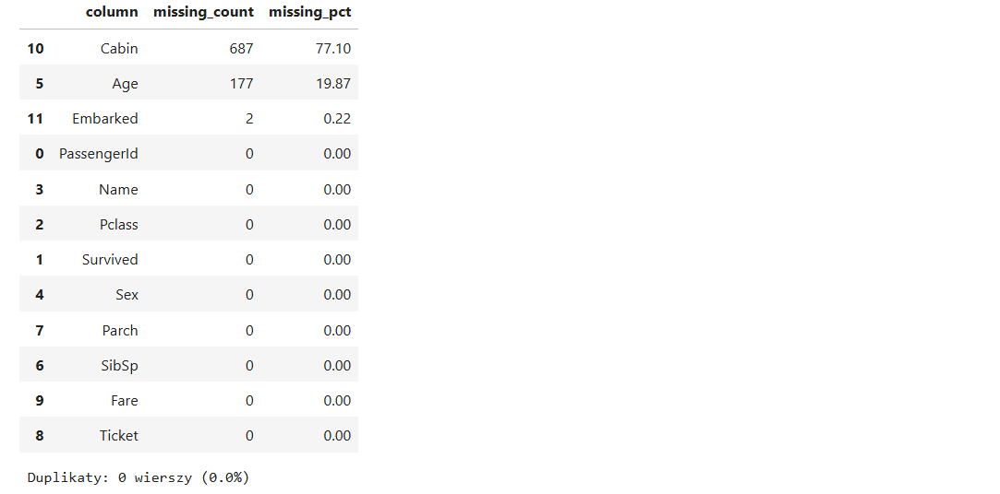 column missing_count missing_pct
10 Cabin 687 77.10
5 Age 177 19.87
11 Embarked 2 0.22
0 PassengerId 0 0.00
3 Name 0 0.00
2 Pclass 0 0.00
1 Survived 0 0.00
4 Sex 0 0.00
7 Parch 0 0.00
6 SibSp 0 0.00
9 Fare 0 0.00
8 Ticket 0 0.00
Duplikaty: 0 wierszy (0.0%)